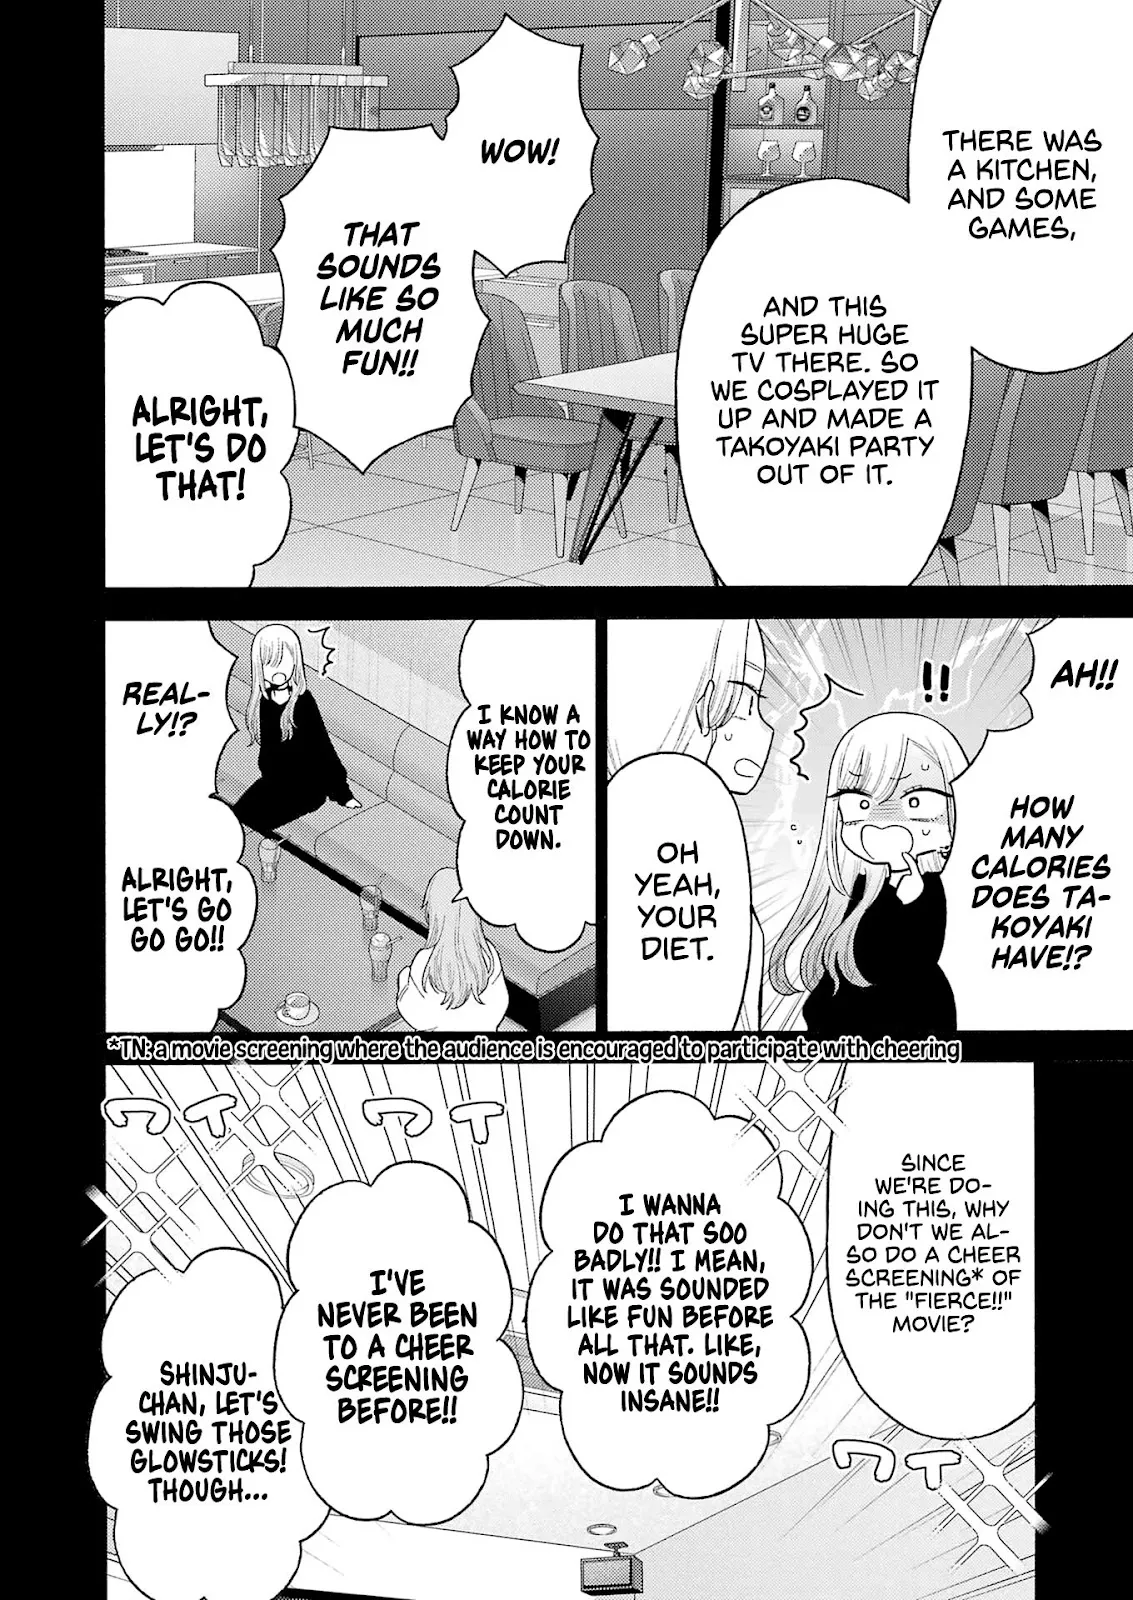 THERE WAS
A KITCHEN,
AND SOME
GAMES,
AND THIS
SUPER HUGE
TV THERE. SO
WE COSPLAYED IT
UP AND MADE A
TAKOYAKI PARTY
OUT OF IT.
WOW!
THAT
SOUNDS
LIKE SO
MUCH
FUN!!
ALRIGHT,
LET'S DO
THAT!
AH!!
!!
HOW
MANY
CALORIES
DOES TA-
KOYAKI
HAVE!?
OH
YEAH,
YOUR
DIET.
I KNOW A
WAY HOW TO
KEEP YOUR
CALORIE
COUNT
DOWN.
REAL-
LY!?
ALRIGHT,
LET'S GO
GO GO!!
*TN: a movie screening where the audience is encouraged to participate with cheering
SINCE
WE'RE DO-
ING THIS, WHY
DON'T WE AL-
SO DO A CHEER
SCREENING* OF
THE "FIERCE!!"
MOVIE?
ワイ
I WANNA
DO THAT SOO
BADLY!! I MEAN,
IT WAS SOUNDED
LIKE FUN BEFORE
ALL THAT. LIKE,
NOW IT SOUNDS
INSANE!!
ワイ
I'VE
NEVER BEEN
TO A CHEER
SCREENING
BEFORE!!
ワイ
SHINJU-
CHAN, LET'S
SWING THOSE
GLOWSTICKS!
THOUGH...